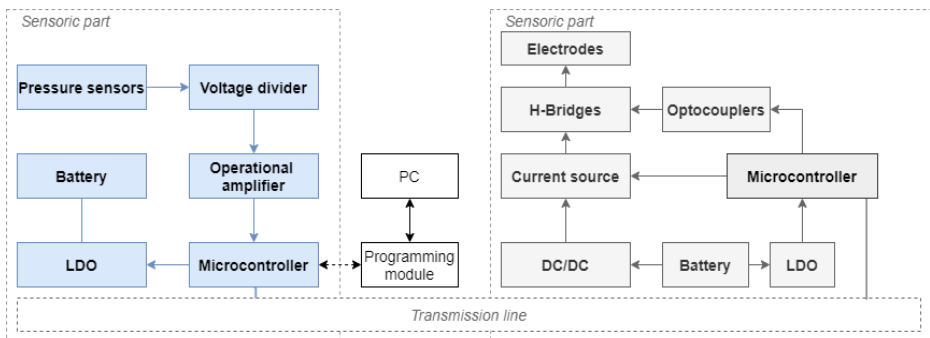 Sensoric part
Pressure sensors
Voltage divider
Battery
Operational
amplifier
LDO
Microcontroller
PC
Programming
module
Sensoric part
Electrodes
H-Bridges
Optocouplers
Current source
Microcontroller
DC/DC
Battery
LDO
Transmission line